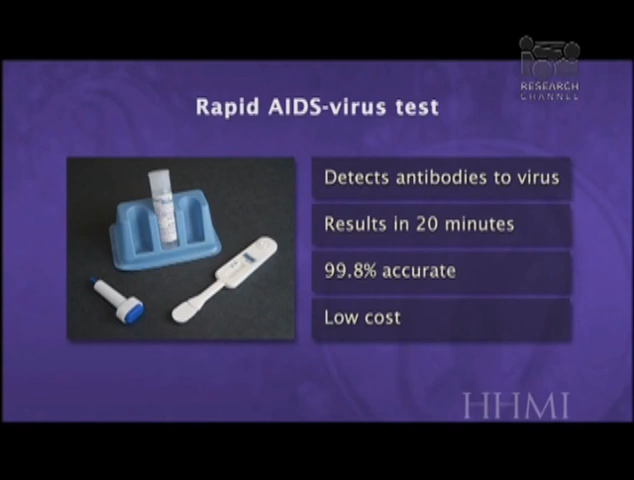 RESEARCH
CHANNEL
Rapid AIDS-virus test
Detects antibodies to virus
Results in 20 minutes
99.8% accurate
Low cost
HHMI